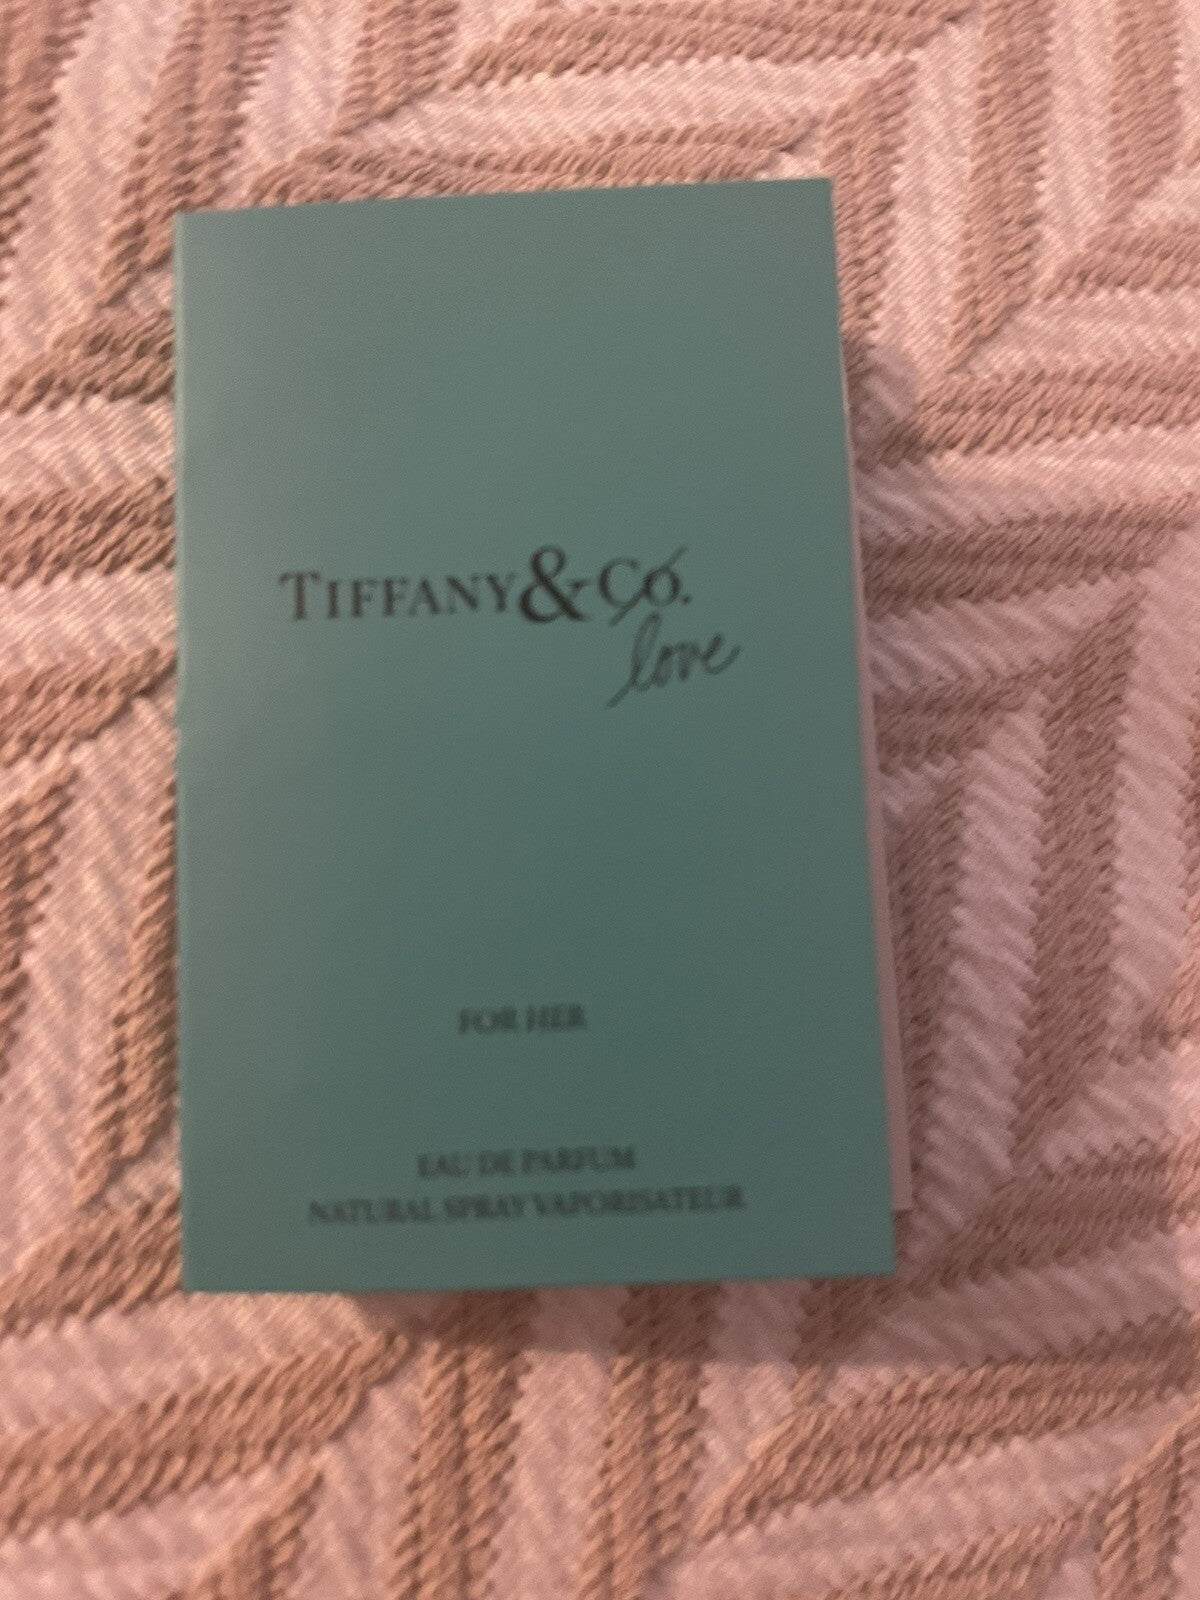 TIFFANY & CO.
love
FOR HER
EAU DE PARFUM
NATURAL SPRAY VAPORISATEUR